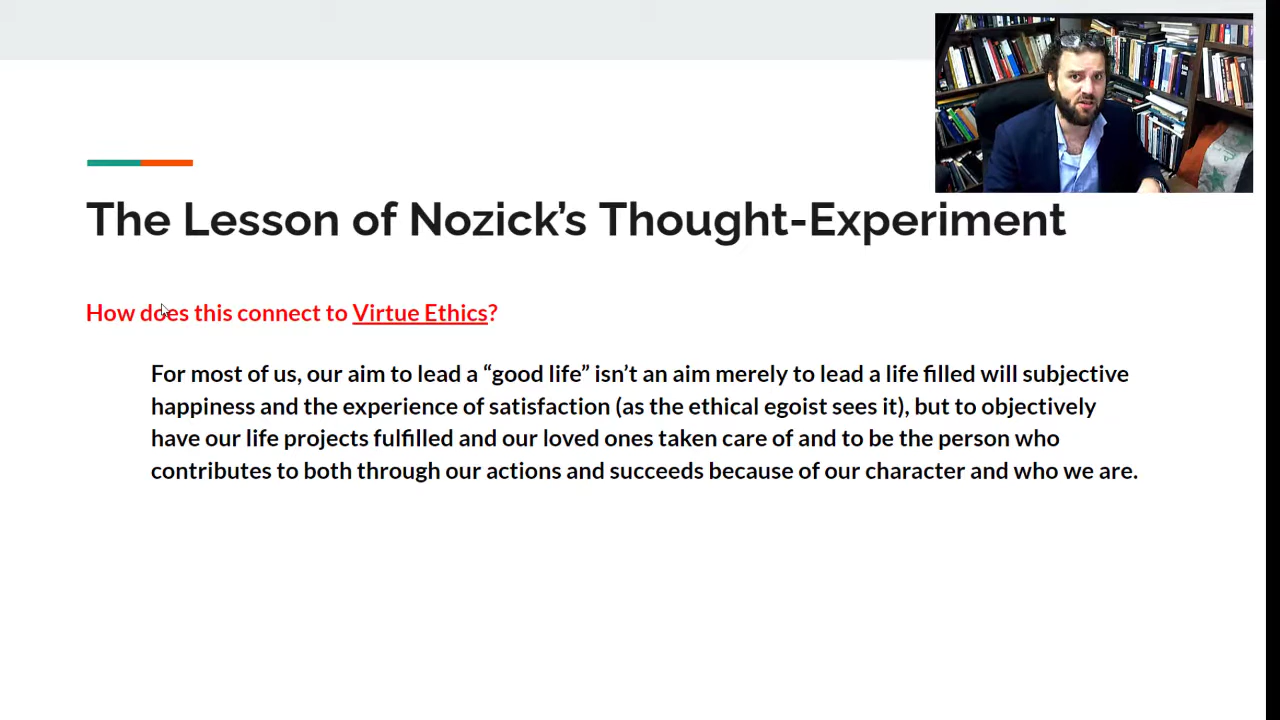 The Lesson of Nozick’s Thought-Experiment
How does this connect to Virtue Ethics?
For most of us, our aim to lead a “good life” isn’t an aim merely to lead a life filled will subjective
happiness and the experience of satisfaction (as the ethical egoist sees it), but to objectively
have our life projects fulfilled and our loved ones taken care of and to be the person who
contributes to both through our actions and succeeds because of our character and who we are.